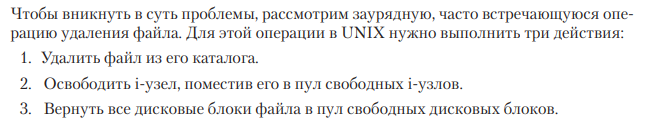 Чтобы вникнуть в суть проблемы, рассмотрим заурядную, часто встречающуюся опе-
рацию удаления файла. Для этой операции в UNIX нужно выполнить три действия:
1. Удалить файл из его каталога.
2. Освободить i-узел, поместив его в пул свободных i-узлов.
3. Вернуть все дисковые блоки файла в пул свободных дисковых блоков.